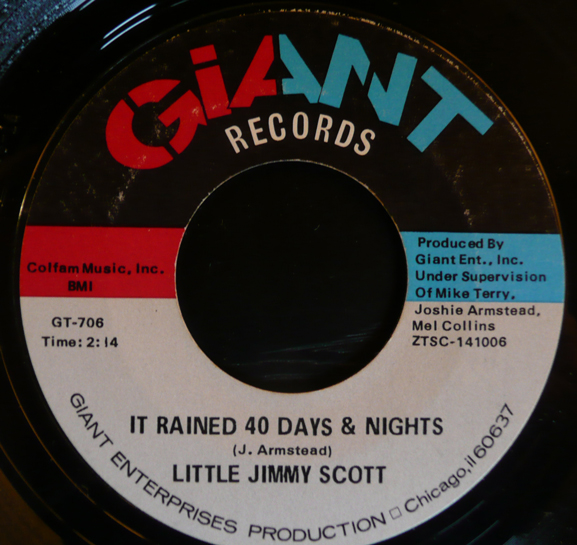 GiANT
RECORDS
Colfam Music, Inc.
BMI
GT-706
Time: 2:14
Produced By
Giant Ent., Inc.
Under Supervision
Of Mike Terry,
Joshie Armstead,
Mel Collins
ZTSC-141006
IT RAINED 40 DAYS & NIGHTS
(J. Armstead)
LITTLE JIMMY SCOTT
GIANT ENTERPRISES PRODUCTION □ Chicago, il 60637